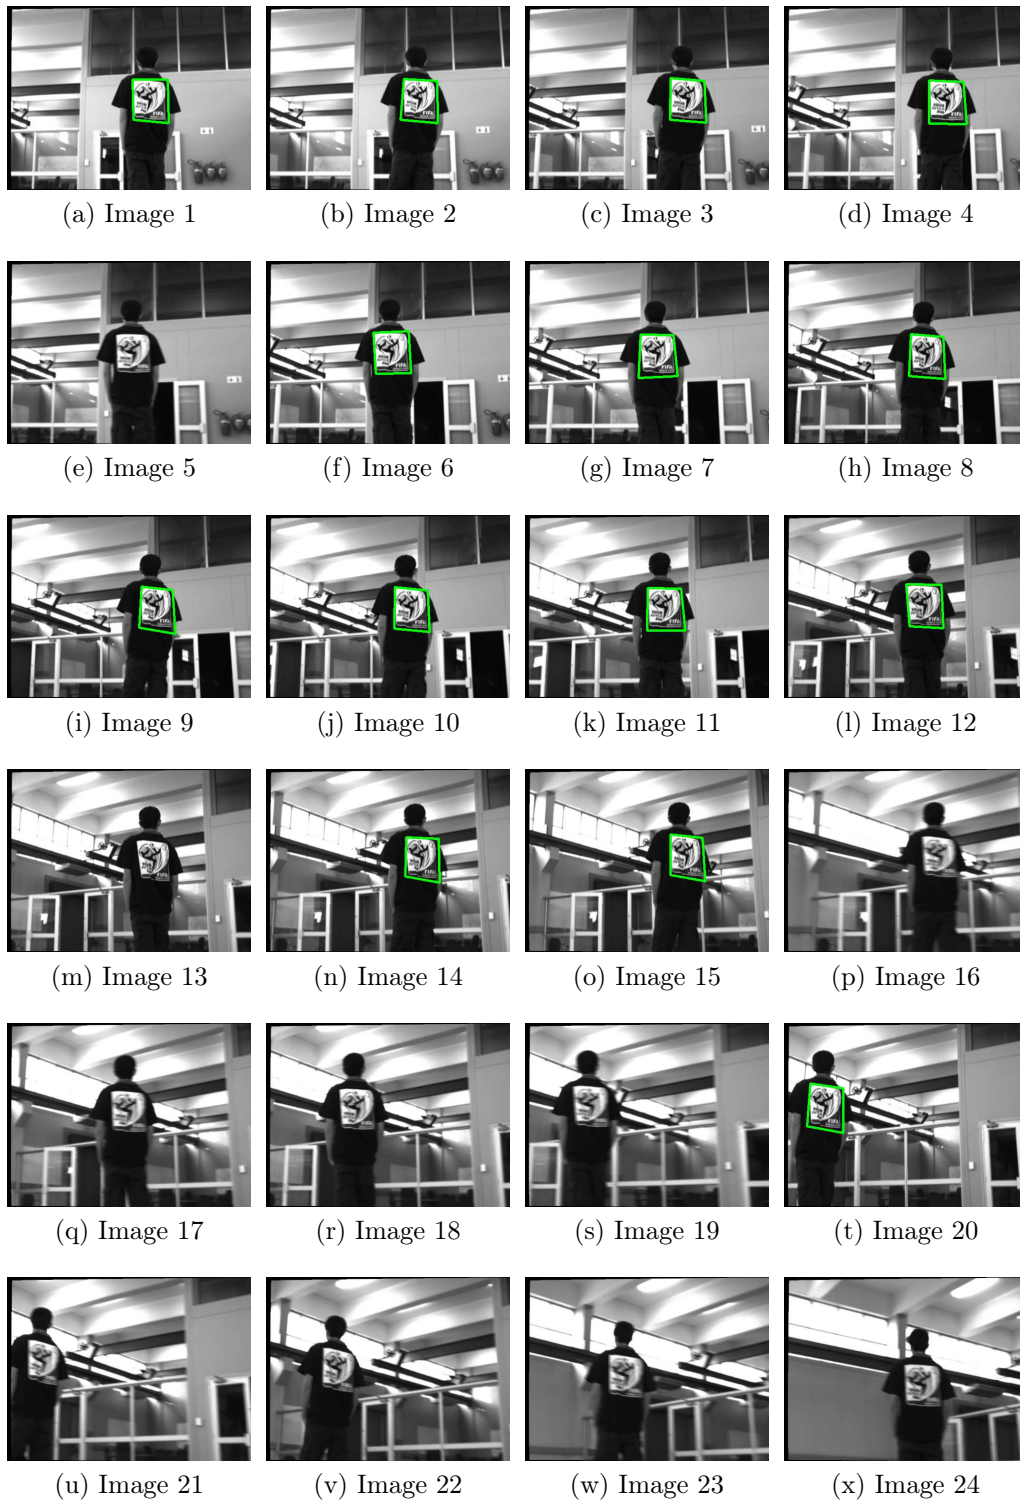 (a) Image 1
(b) Image 2
(c) Image 3
(d) Image 4
(e) Image 5
(f) Image 6
(g) Image 7
(h) Image 8
(i) Image 9
(j) Image 10
(k) Image 11
(l) Image 12
(m) Image 13
(n) Image 14
(o) Image 15
(p) Image 16
(q) Image 17
(r) Image 18
(s) Image 19
(t) Image 20
(u) Image 21
(v) Image 22
(w) Image 23
(x) Image 24